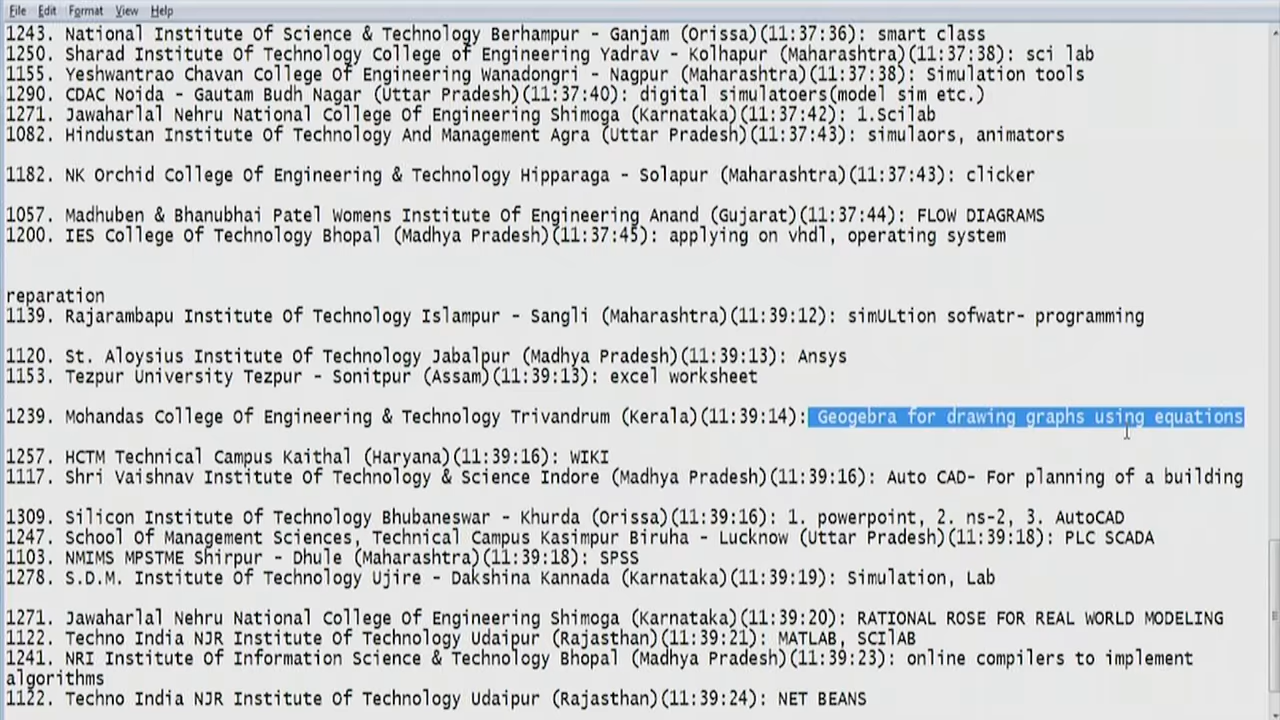 File Edit Format View Help
1243. National Institute Of Science & Technology Berhampur - Ganjam (Orissa)(11:37:36): smart class
1250. Sharad Institute Of Technology College of Engineering Yadrav - Kolhapur (Maharashtra)(11:37:38): sci lab
1155. Yeshwantrao Chavan College Of Engineering Wanadongri - Nagpur (Maharashtra)(11:37:38): Simulation tools
1290. CDAC Noida - Gautam Budh Nagar (Uttar Pradesh)(11:37:40): digital simulatoers(model sim etc.)
1271. Jawaharlal Nehru National College Of Engineering Shimoga (Karnataka)(11:37:42): 1.Scilab
1082. Hindustan Institute Of Technology And Management Agra (Uttar Pradesh)(11:37:43): simulaors, animators
1182. NK Orchid College Of Engineering & Technology Hipparaga - Solapur (Maharashtra)(11:37:43): clicker
1057. Madhuben & Bhanubhai Patel Womens Institute Of Engineering Anand (Gujarat)(11:37:44): FLOW DIAGRAMS
1200. IES College Of Technology Bhopal (Madhya Pradesh)(11:37:45): applying on vhdl, operating system
reparation
1139. Rajarambapu Institute Of Technology Islampur - Sangli (Maharashtra)(11:39:12): simULtion sofwatr- programming
1120. St. Aloysius Institute Of Technology Jabalpur (Madhya Pradesh)(11:39:13): Ansys
1153. Tezpur University Tezpur - Sonitpur (Assam)(11:39:13): excel worksheet
1239. Mohandas College Of Engineering & Technology Trivandrum (Kerala)(11:39:14): Geogebra for drawing graphs using equations
1257. HCTM Technical Campus Kaithal (Haryana)(11:39:16): WIKI
1117. Shri Vaishnav Institute Of Technology & Science Indore (Madhya Pradesh)(11:39:16): Auto CAD- For planning of a building
1309. Silicon Institute Of Technology Bhubaneswar - Khurda (Orissa)(11:39:16): 1. powerpoint, 2. ns-2, 3. AutoCAD
1247. School Of Management Sciences, Technical Campus Kasimpur Biruha - Lucknow (Uttar Pradesh)(11:39:18): PLC SCADA
1103. NMIMS MPSTME Shirpur - Dhule (Maharashtra)(11:39:18): SPSS
1278. S.D.M. Institute Of Technology Ujire - Dakshina Kannada (Karnataka)(11:39:19): Simulation, Lab
1271. Jawaharlal Nehru National College Of Engineering Shimoga (Karnataka)(11:39:20): RATIONAL ROSE FOR REAL WORLD MODELING
1122. Techno India NJR Institute Of Technology Udaipur (Rajasthan)(11:39:21): MATLAB, SCIlAB
1241. NRI Institute Of Information Science & Technology Bhopal (Madhya Pradesh)(11:39:23): online compilers to implement
algorithms
1122. Techno India NJR Institute Of Technology Udaipur (Rajasthan)(11:39:24): NET BEANS